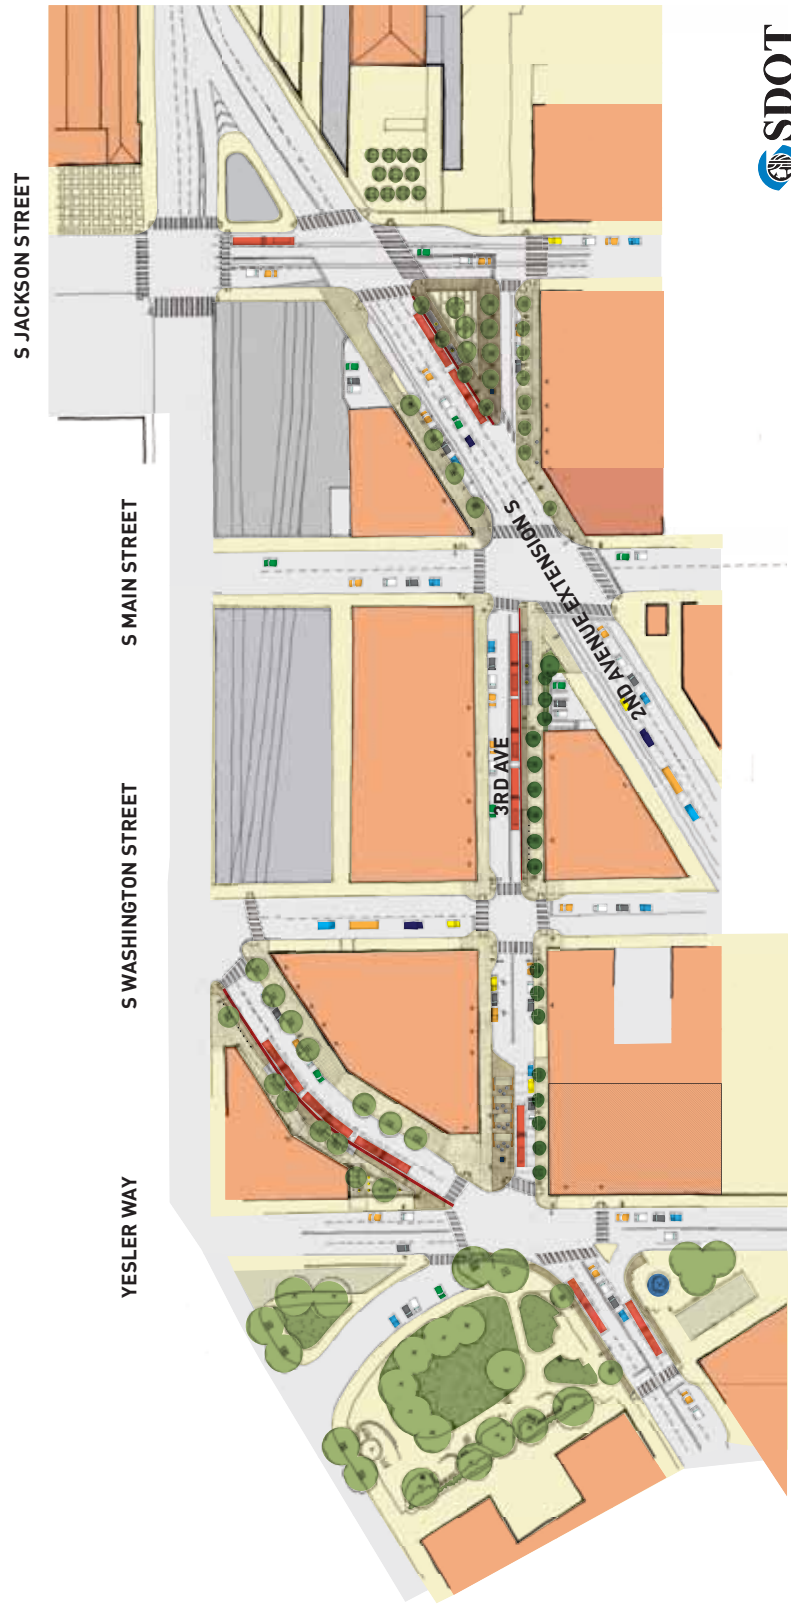 SDOT
S JACKSON STREET
S MAIN STREET
2ND AVENUE EXTENSION S
3RD AVE
S WASHINGTON STREET
YESLER WAY